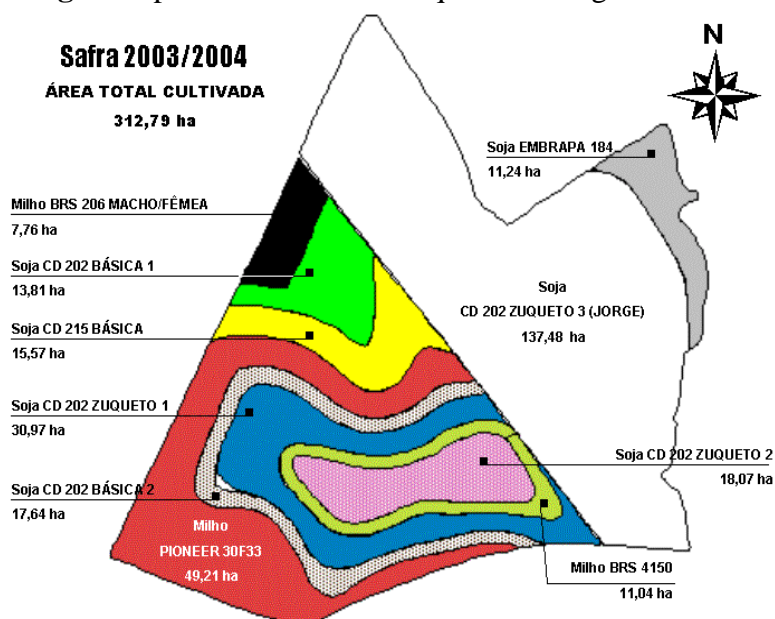 Safra 2003/2004
ÁREA TOTAL CULTIVADA
312,79 ha
N
Soja EMBRAPA 184
11,24 ha
Milho BRS 206 MACHO/FÊMEA
7,76 ha
Soja CD 202 BÁSICA 1
13,81 ha
Soja
CD 202 ZUQUETO 3 (JORGE)
137,48 ha
Soja CD 215 BÁSICA
15,57 ha
Soja CD 202 ZUQUETO 1
30,97 ha
Soja CD 202 ZUQUETO 2
18,07 ha
Soja CD 202 BÁSICA 2
17,64 ha
Milho
PIONEER 30F33
49,21 ha
Milho BRS 4150
11,04 ha